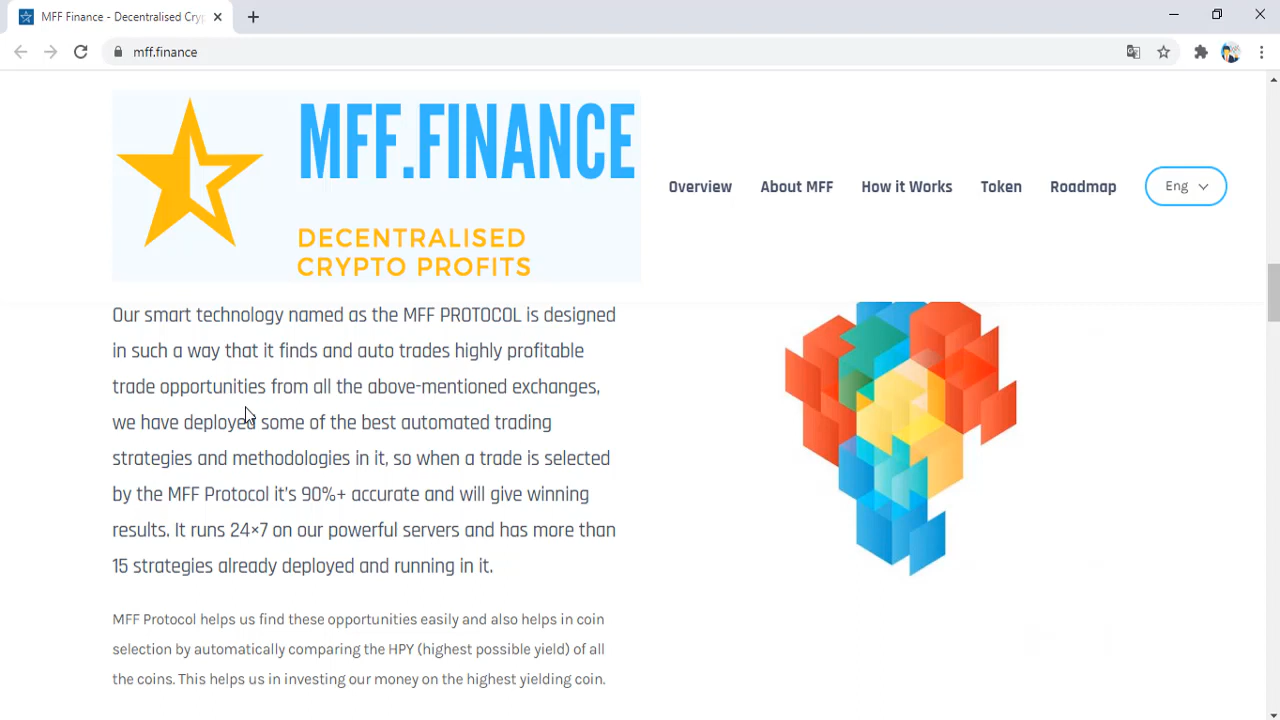 MFF Finance - Decentralised Cry
mff.finance
MFF.FINANCE
DECENTRALISED
CRYPTO PROFITS
Overview
About MFF
How it Works
Token
Roadmap
Eng
Our smart technology named as the MFF PROTOCOL is designed
in such a way that it finds and auto trades highly profitable
trade opportunities from all the above-mentioned exchanges,
we have deployed some of the best automated trading
strategies and methodologies in it, so when a trade is selected
by the MFF Protocol it's 90%+ accurate and will give winning
results. It runs 24×7 on our powerful servers and has more than
15 strategies already deployed and running in it.
MFF Protocol helps us find these opportunities easily and also helps in coin
selection by automatically comparing the HPY (highest possible yield) of all
the coins. This helps us in investing our money on the highest yielding coin.